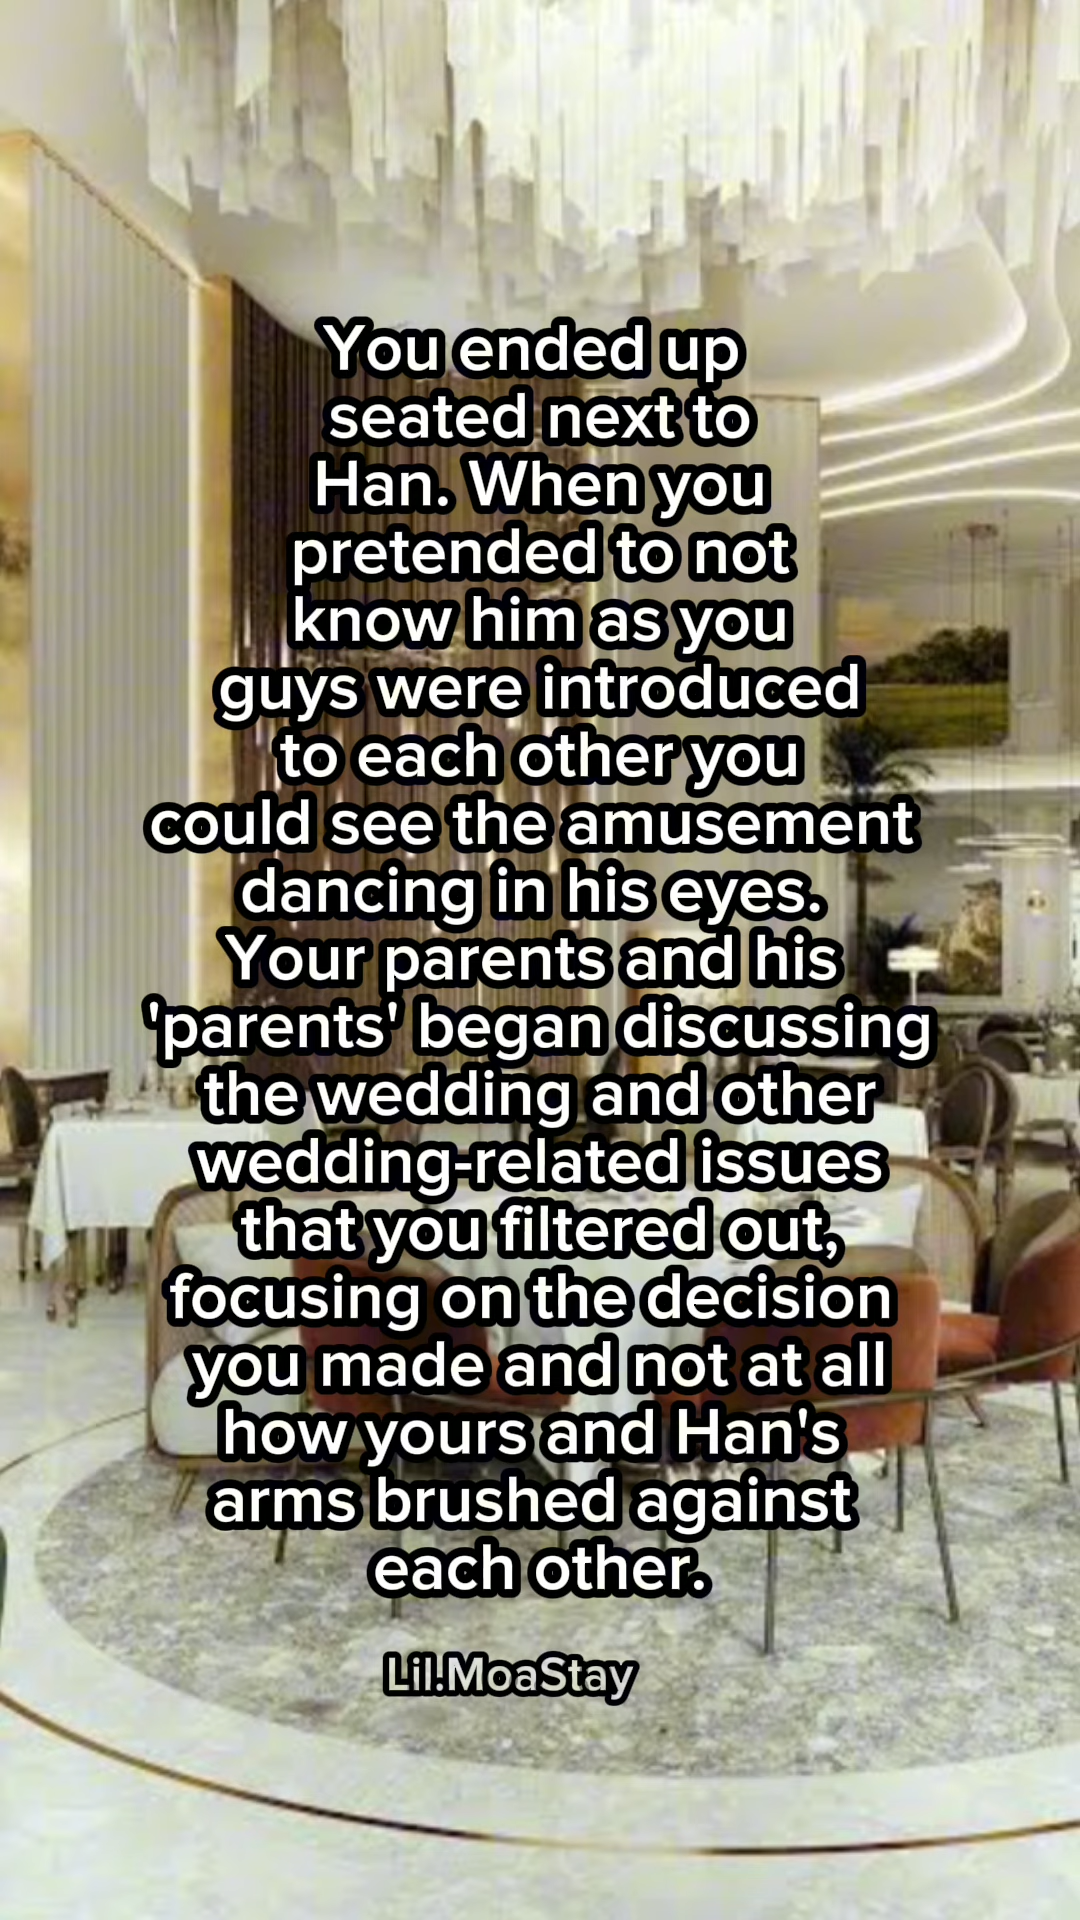 You ended up
seated next to
Han. When you
pretended to not
know him as you
guys were introduced
to each other you
could see the amusement
dancing in his eyes.
Your parents and his
'parents' began discussing
the wedding and other
wedding-related issues
that you filtered out,
focusing on the decision
you made and not at all
how yours and Han's
arms brushed against
each other.
Lil.MoaStay